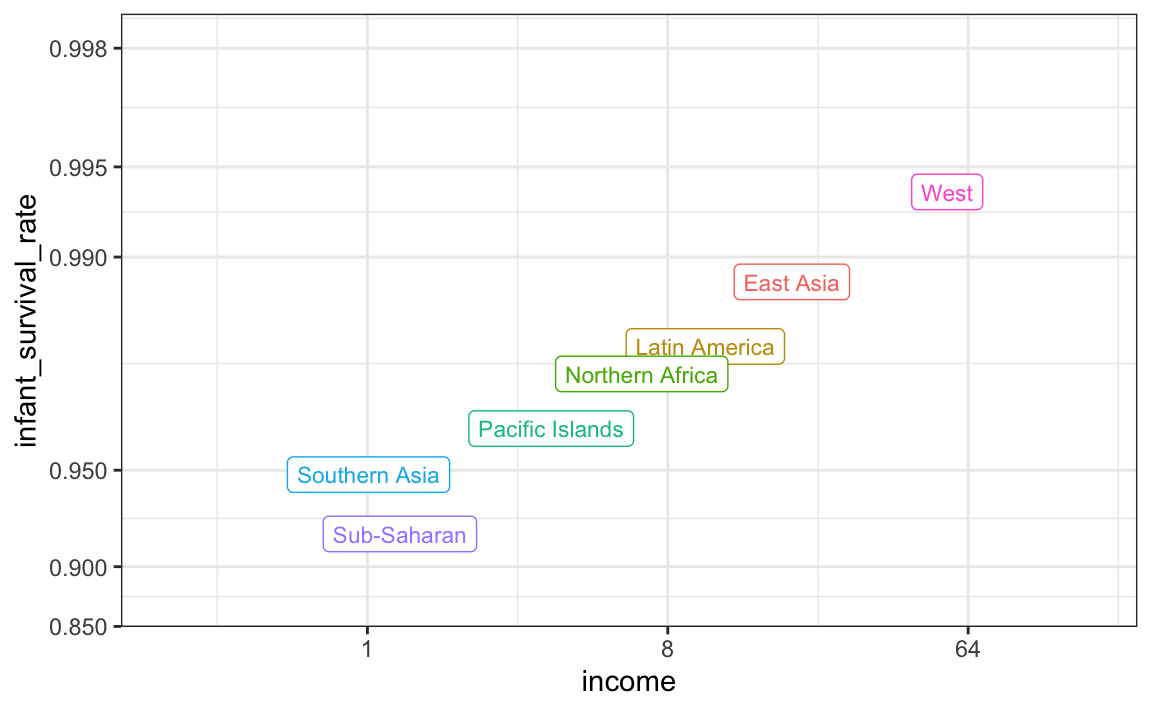 0.998
0.995
West
0.990
East Asia
Latin America
Northern Africa
Pacific Islands
0.950
Southern Asia
Sub-Saharan
0.900
0.850
infant_survival_rate
1 8 64
income